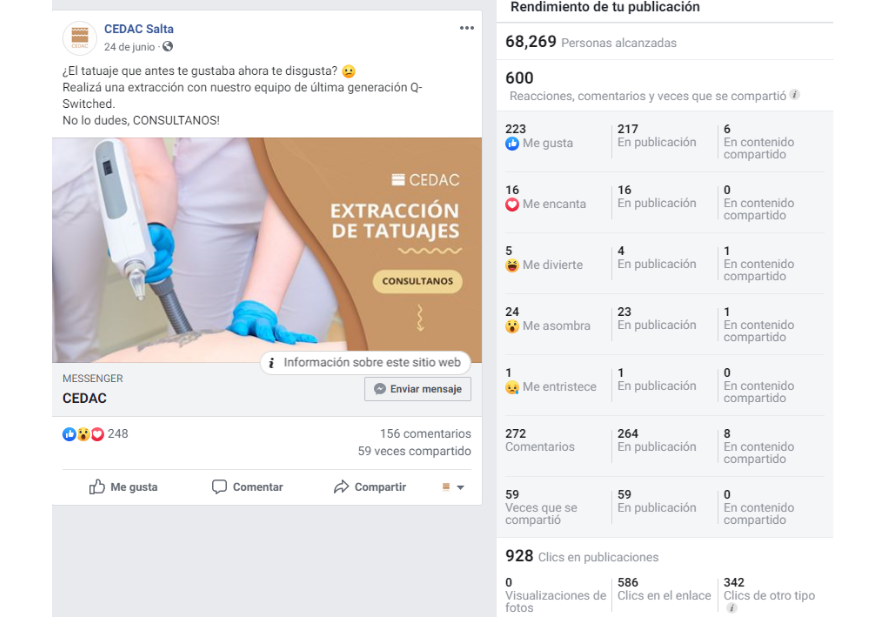 CEDAC Salta
24 de junio ·
¿El tatuaje que antes te gustaba ahora te disgusta? 😕
Realizá una extracción con nuestro equipo de última generación Q-
Switched.
No lo dudes, CONSULTANOS!
CEDAC
EXTRACCIÓN
DE TATUAJES
CONSULTANOS
i Información sobre este sitio web
MESSENGER
CEDAC
Enviar mensaje
248
156 comentarios
59 veces compartido
Me gusta
Comentar
Compartir
Rendimiento de tu publicación
68,269 Personas alcanzadas
600
Reacciones, comentarios y veces que se compartió i
223
Me gusta
217
En publicación
6
En contenido
compartido
16
Me encanta
16
En publicación
0
En contenido
compartido
5
Me divierte
4
En publicación
1
En contenido
compartido
24
Me asombra
23
En publicación
1
En contenido
compartido
1
Me entristece
1
En publicación
0
En contenido
compartido
272
Comentarios
264
En publicación
8
En contenido
compartido
59
Veces que se
compartió
59
En publicación
0
En contenido
compartido
928 Clics en publicaciones
0
Visualizaciones de
fotos
586
Clics en el enlace
342
Clics de otro tipo
i